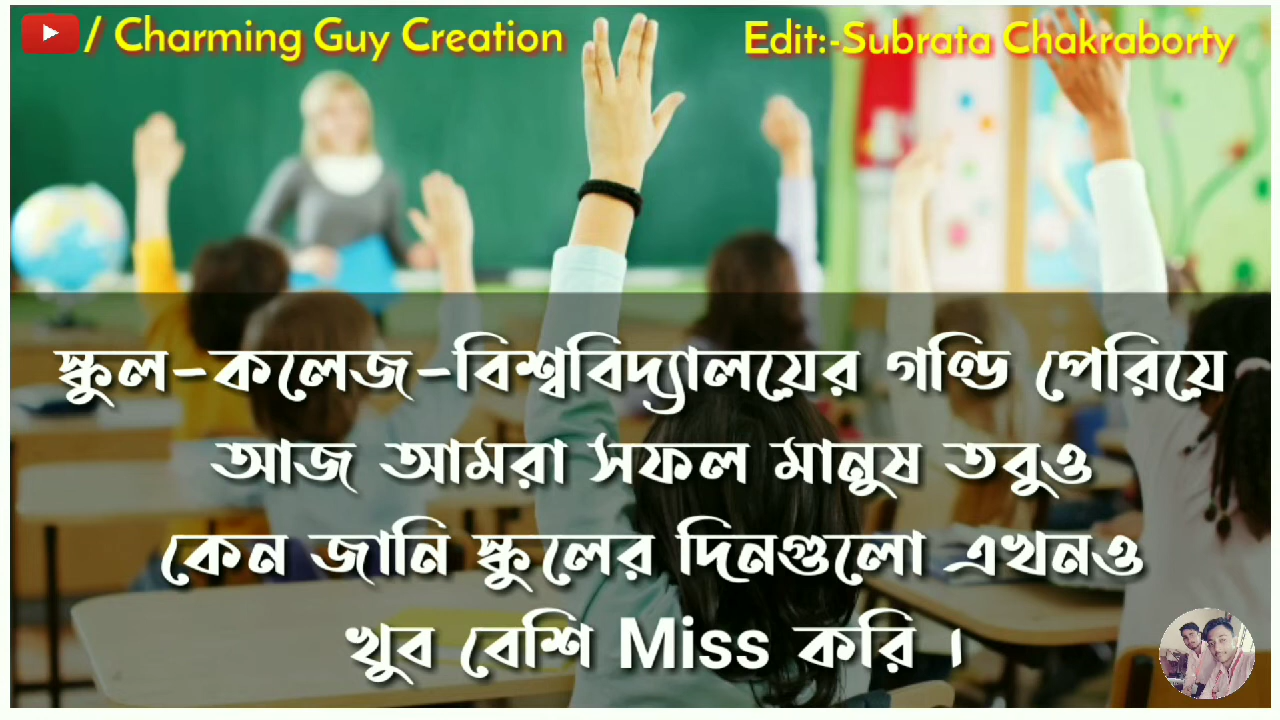 / Charming Guy Creation
Edit:-Subrata Chakraborty
স্কুল-কলেজ-বিশ্ববিদ্যালয়ের গণ্ডি পেরিয়ে
আজ আমরা সফল মানুষ তবুও
কেন জানি স্কুলের দিনগুলো এখনও
খুব বেশি Miss করি ।